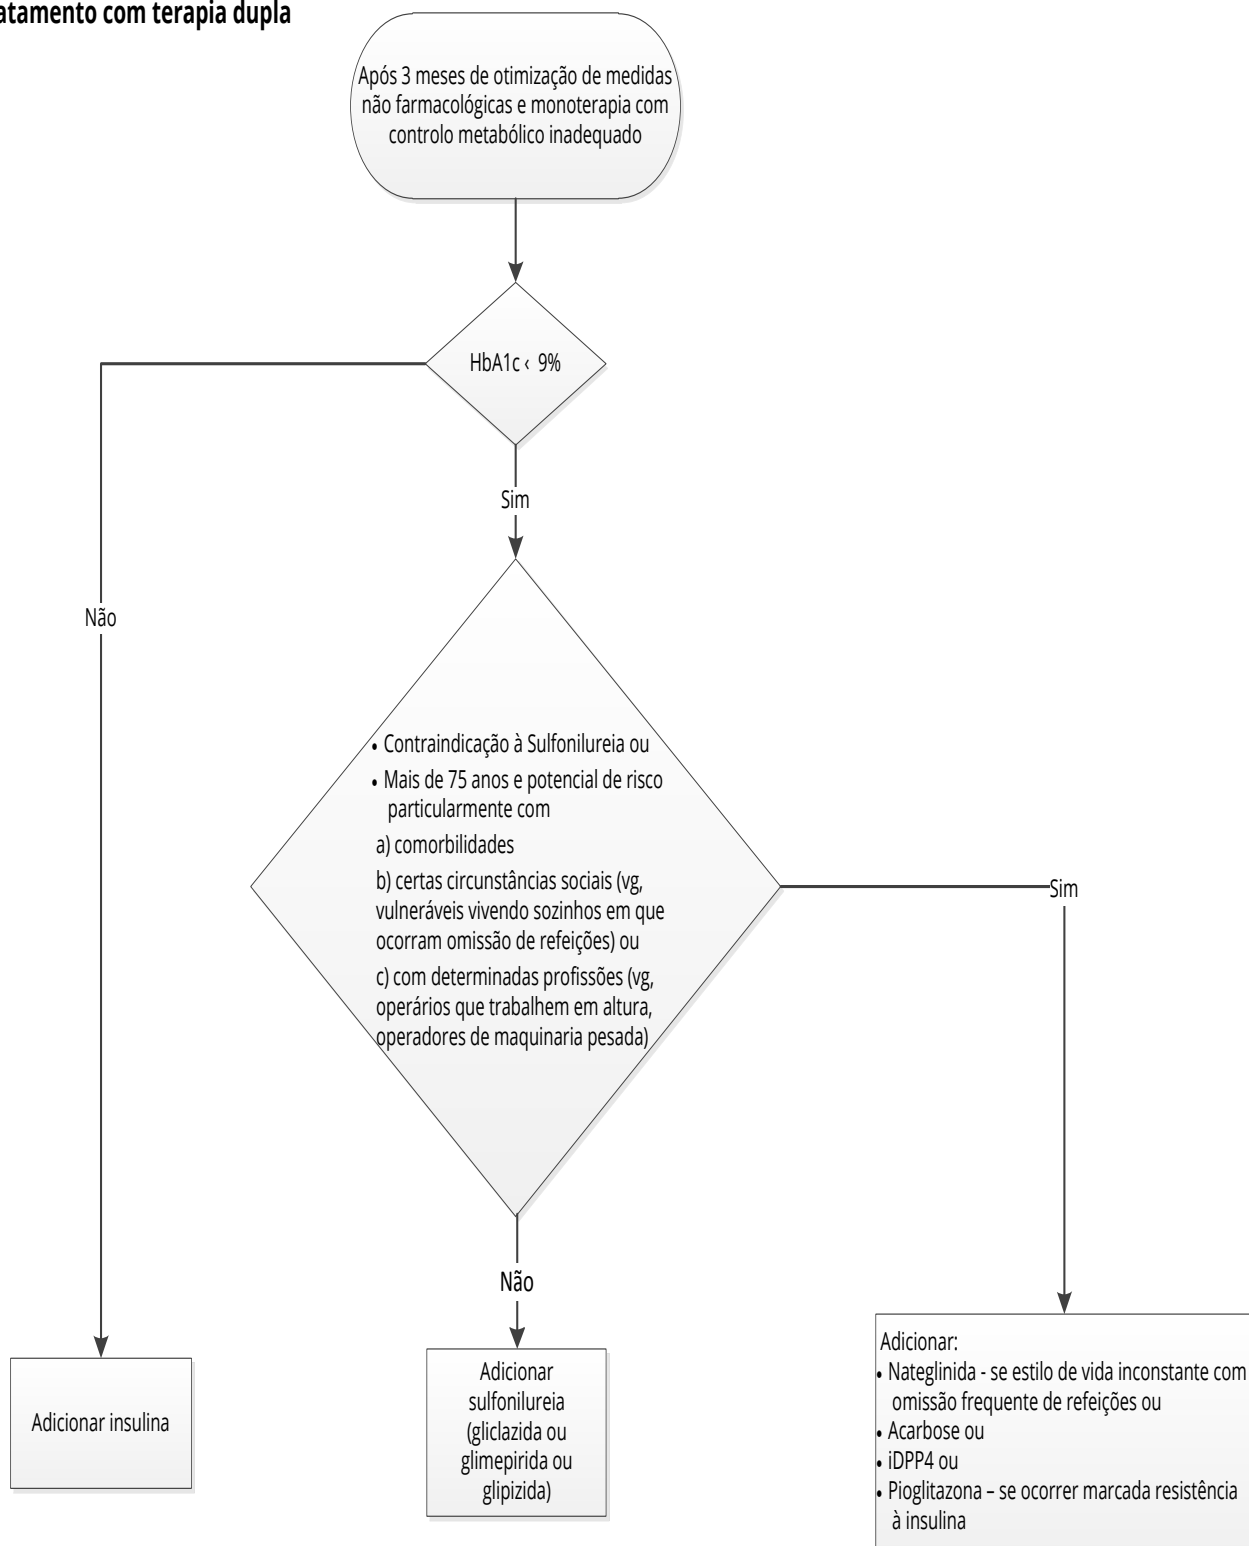 atamento com terapia dupla
Após 3 meses de otimização de medidas
não farmacológicas e monoterapia com
controlo metabólico inadequado
HbA1c ‹ 9%
Sim
Não
• Contraindicação à Sulfonilureia ou
• Mais de 75 anos e potencial de risco
particularmente com
a) comorbilidades
b) certas circunstâncias sociais (vg,
vulneráveis vivendo sozinhos em que
ocorram omissão de refeições) ou
c) com determinadas profissões (vg,
operários que trabalhem em altura,
operadores de maquinaria pesada)
Sim
Não
Adicionar insulina
Adicionar
sulfonilureia
(gliclazida ou
glimepirida ou
glipizida)
Adicionar:
• Nateglinida - se estilo de vida inconstante com
omissão frequente de refeições ou
• Acarbose ou
• iDPP4 ou
• Pioglitazona – se ocorrer marcada resistência
à insulina